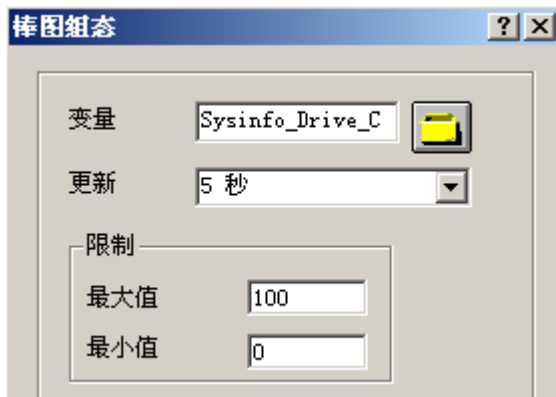 棒图组态
变量 Sysinfo_Drive_C
更新 5 秒
限制
最大值 100
最小值 0